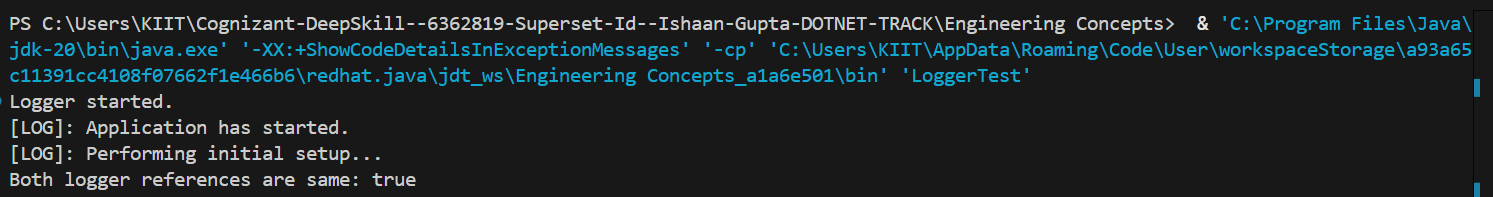 PS C:\Users\KIIT\Cognizant-DeepSkill--6362819-Superset-Id--Ishaan-Gupta-DOTNET-TRACK\Engineering Concepts>  & 'C:\Program Files\Java\
jdk-20\bin\java.exe' '-XX:+ShowCodeDetailsInExceptionMessages' '-cp' 'C:\Users\KIIT\AppData\Roaming\Code\User\workspaceStorage\a93a65
c11391cc4108f07662f1e466b6\redhat.java\jdt_ws\Engineering Concepts_a1a6e501\bin' 'LoggerTest'
Logger started.
[LOG]: Application has started.
[LOG]: Performing initial setup...
Both logger references are same: true